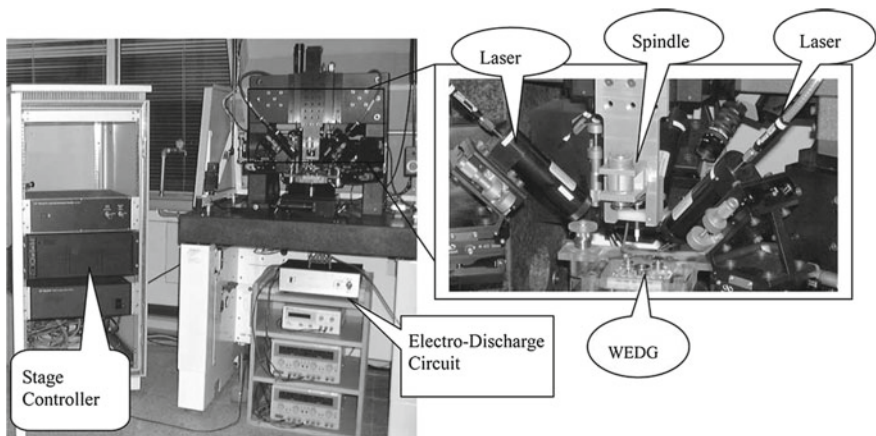 Laser
Spindle
Laser
Stage
Controller
Electro-Discharge
Circuit
WEDG